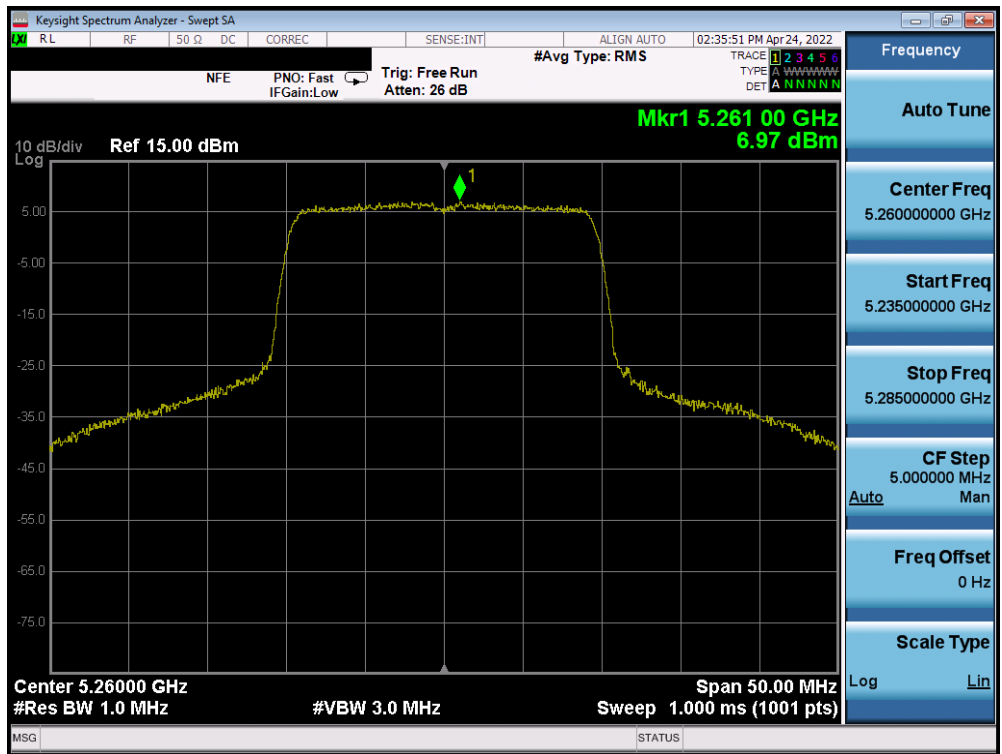 Keysight Spectrum Analyzer - Swept SA
LXI RL RF 50 Ω DC CORREC SENSE:INT ALIGN AUTO 02:35:51 PM Apr 24, 2022
NFE PNO: Fast Trig: Free Run #Avg Type: RMS TRACE 1 2 3 4 5 6
IFGain:Low Atten: 26 dB TYPE A WWWWW
DET A N N N N N
Mkr1 5.261 00 GHz
6.97 dBm
10 dB/div Ref 15.00 dBm
Log
1
5.00
-5.00
-15.0
-25.0
-35.0
-45.0
-55.0
-65.0
-75.0
Center 5.26000 GHz Span 50.00 MHz
#Res BW 1.0 MHz #VBW 3.0 MHz Sweep 1.000 ms (1001 pts)
MSG STATUS
Frequency
Auto Tune
Center Freq
5.260000000 GHz
Start Freq
5.235000000 GHz
Stop Freq
5.285000000 GHz
CF Step
5.000000 MHz
Auto Man
Freq Offset
0 Hz
Scale Type
Log Lin